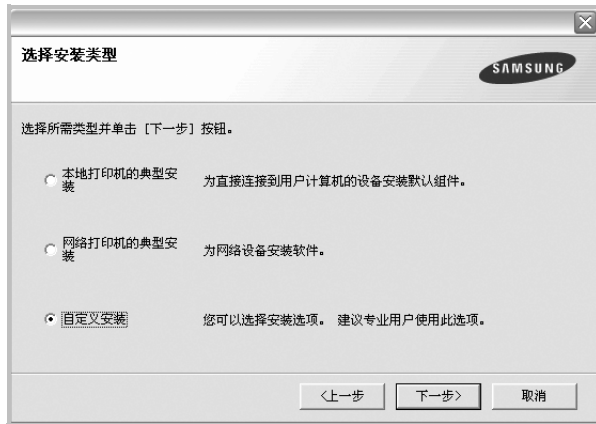 选择安装类型
SAMSUNG
选择所需类型并单击 [下一步] 按钮。
本地打印机的典型安
装
为直接连接到用户计算机的设备安装默认组件。
网络打印机的典型安
装
为网络设备安装软件。
自定义安装
您可以选择安装选项。 建议专业用户使用此选项。
<上一步
下一步>
取消